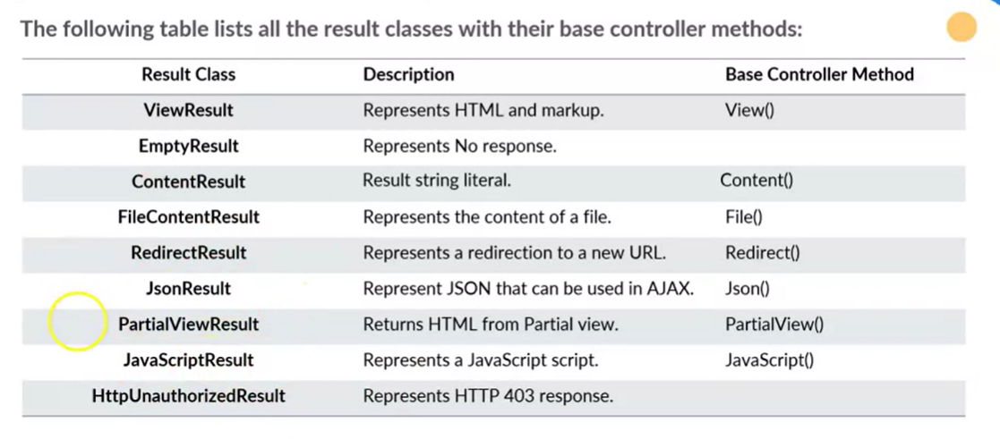 The following table lists all the result classes with their base controller methods:
Result Class Description Base Controller Method
ViewResult Represents HTML and markup. View()
EmptyResult Represents No response.
ContentResult Result string literal. Content()
FileContentResult Represents the content of a file. File()
RedirectResult Represents a redirection to a new URL. Redirect()
JsonResult Represent JSON that can be used in AJAX. Json()
PartialViewResult Returns HTML from Partial view. PartialView()
JavaScriptResult Represents a JavaScript script. JavaScript()
HttpUnauthorizedResult Represents HTTP 403 response.